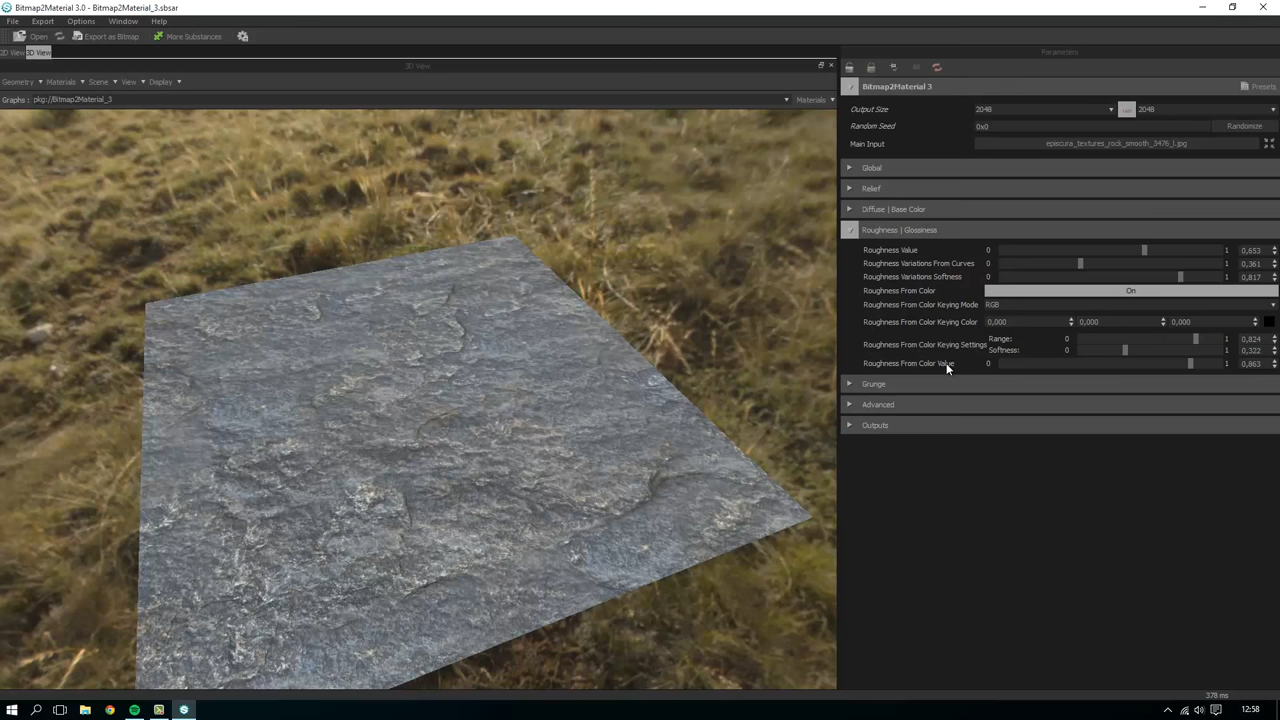 Bitmap2Material 3.0 - Bitmap2Material_3.sbsar
File Export Options Window Help
Open Export as Bitmap More Substances
2D View 3D View
3D View
Parameters
Geometry Materials Scene View Display
Graphs : pkg://Bitmap2Material_3 Materials
Bitmap2Material 3 Presets
Output Size 2048 2048
Random Seed 0x0 Randomize
Main Input episcura_textures_rock_smooth_3476_l.jpg
Global
Relief
Diffuse | Base Color
Roughness | Glossiness
Roughness Value 0 1 0,653
Roughness Variations From Curves 0 1 0,361
Roughness Variations Softness 0 1 0,817
Roughness From Color On
Roughness From Color Keying Mode RGB
Roughness From Color Keying Color 0,000 0,000 0,000
Roughness From Color Keying Settings
Range: 0 1 0,824
Softness: 0 1 0,322
Roughness From Color Value 0 1 0,863
Grunge
Advanced
Outputs
378 ms
12:58